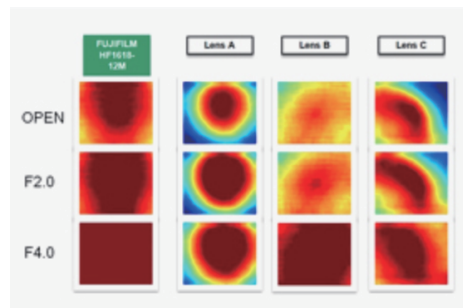 FUJIFILM
HF1618-
12M
Lens A
Lens B
Lens C
OPEN
F2.0
F4.0